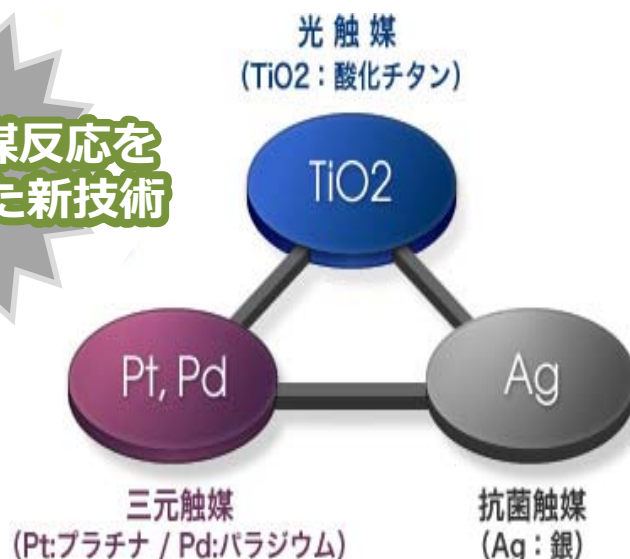 光触媒
(TiO2：酸化チタン)
媒反応を
た新技術
TiO2
Pt, Pd
Ag
三元触媒
(Pt:プラチナ / Pd:パラジウム)
抗菌触媒
(Ag：銀)